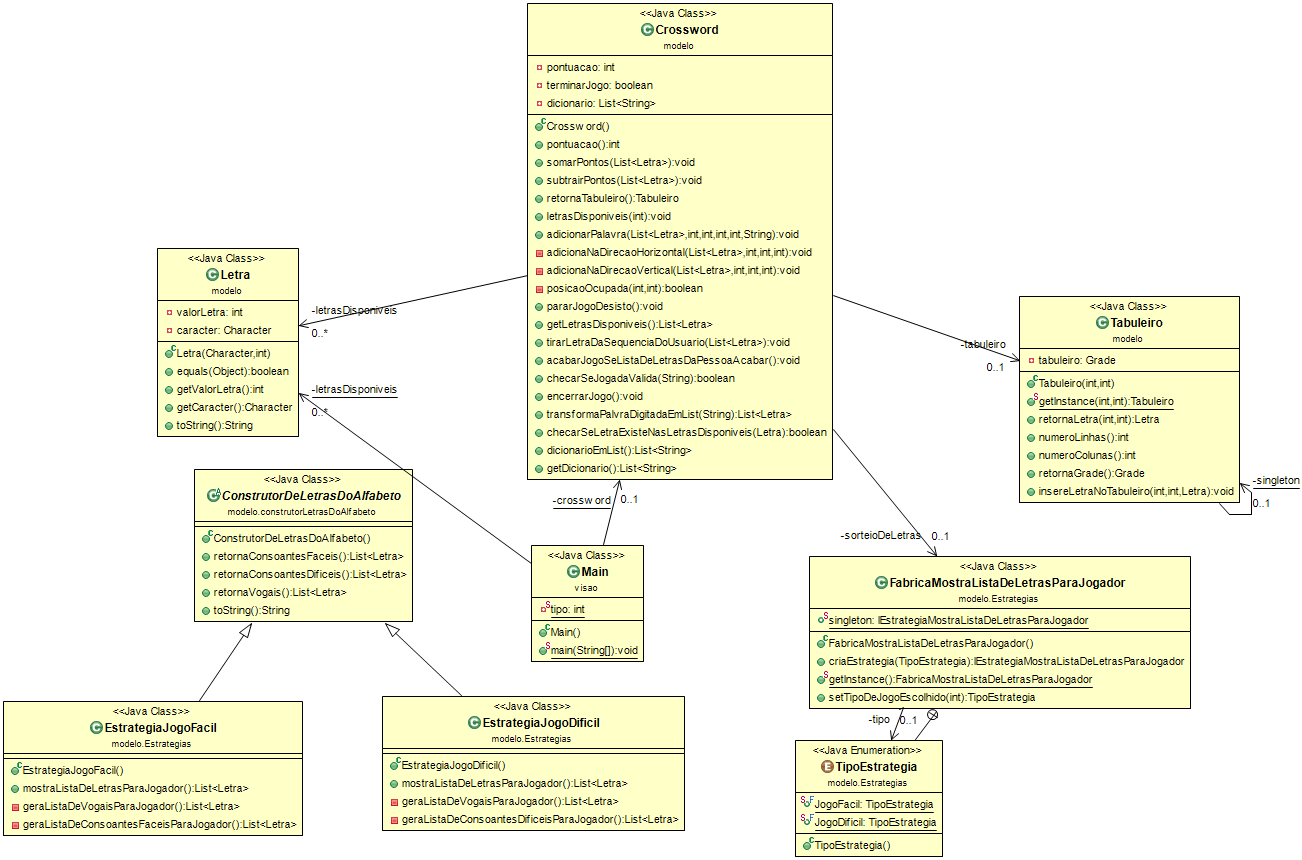 <<Java Class>>
Crossword
modelo
pontuacao: int
terminarJogo: boolean
dicionario: List<String>
Crossword()
pontuacao():int
somarPontos(List<Letra>):void
subtrairPontos(List<Letra>):void
retornaTabuleiro():Tabuleiro
letrasDisponiveis(int):void
adicionarPalavra(List<Letra>,int,int,int,int,String):void
adicionaNaDirecaoHorizontal(List<Letra>,int,int,int):void
adicionaNaDirecaoVertical(List<Letra>,int,int,int):void
posicaoOcupada(int,int):boolean
pararJogoDesisto():void
getLetrasDisponiveis():List<Letra>
tirarLetraDaSequenciaDoUsuario(List<Letra>):void
acabarJogoSeListaDeLetrasDaPessoaAcabar():void
checarSeJogadaValida(String):boolean
encerrarJogo():void
transformaPalvraDigitadaEmList(String):List<Letra>
checarSeLetraExisteNasLetrasDisponiveis(Letra):boolean
dicionarioEmList():List<String>
getDicionario():List<String>
<<Java Class>>
Letra
modelo
valorLetra: int
caracter: Character
Letra(Character,int)
equals(Object):boolean
getValorLetra():int
getCaracter():Character
toString():String
-letrasDisponiveis
0..*
-letrasDisponiveis
0..*
<<Java Class>>
Tabuleiro
modelo
tabuleiro: Grade
Tabuleiro(int,int)
getInstance(int,int):Tabuleiro
retornaLetra(int,int):Letra
numeroLinhas():int
numeroColunas():int
retornaGrade():Grade
insereLetraNoTabuleiro(int,int,Letra):void
-tabuleiro
0..1
-singleton
0..1
<<Java Class>>
ConstrutorDeLetrasDoAlfabeto
modelo.construtorLetrasDoAlfabeto
ConstrutorDeLetrasDoAlfabeto()
retornaConsoantesFaceis():List<Letra>
retornaConsoantesDificeis():List<Letra>
retornaVogais():List<Letra>
toString():String
-crossword
0..1
<<Java Class>>
Main
visao
tipo: int
Main()
main(String[]):void
-sorteioDeLetras
0..1
<<Java Class>>
FabricaMostraListaDeLetrasParaJogador
modelo.Estrategias
singleton: IEstrategiaMostraListaDeLetrasParaJogador
FabricaMostraListaDeLetrasParaJogador()
criaEstrategia(TipoEstrategia):IEstrategiaMostraListaDeLetrasParaJogador
getInstance():FabricaMostraListaDeLetrasParaJogador
setTipoDeJogoEscolhido(int):TipoEstrategia
<<Java Class>>
EstrategiaJogoFacil
modelo.Estrategias
EstrategiaJogoFacil()
mostraListaDeLetrasParaJogador():List<Letra>
geraListaDeVogaisParaJogador():List<Letra>
geraListaDeConsoantesFaceisParaJogador():List<Letra>
<<Java Class>>
EstrategiaJogoDificil
modelo.Estrategias
EstrategiaJogoDificil()
mostraListaDeLetrasParaJogador():List<Letra>
geraListaDeVogaisParaJogador():List<Letra>
geraListaDeConsoantesDificeisParaJogador():List<Letra>
-tipo
0..1
<<Java Enumeration>>
TipoEstrategia
modelo.Estrategias
JogoFacil: TipoEstrategia
JogoDificil: TipoEstrategia
TipoEstrategia()